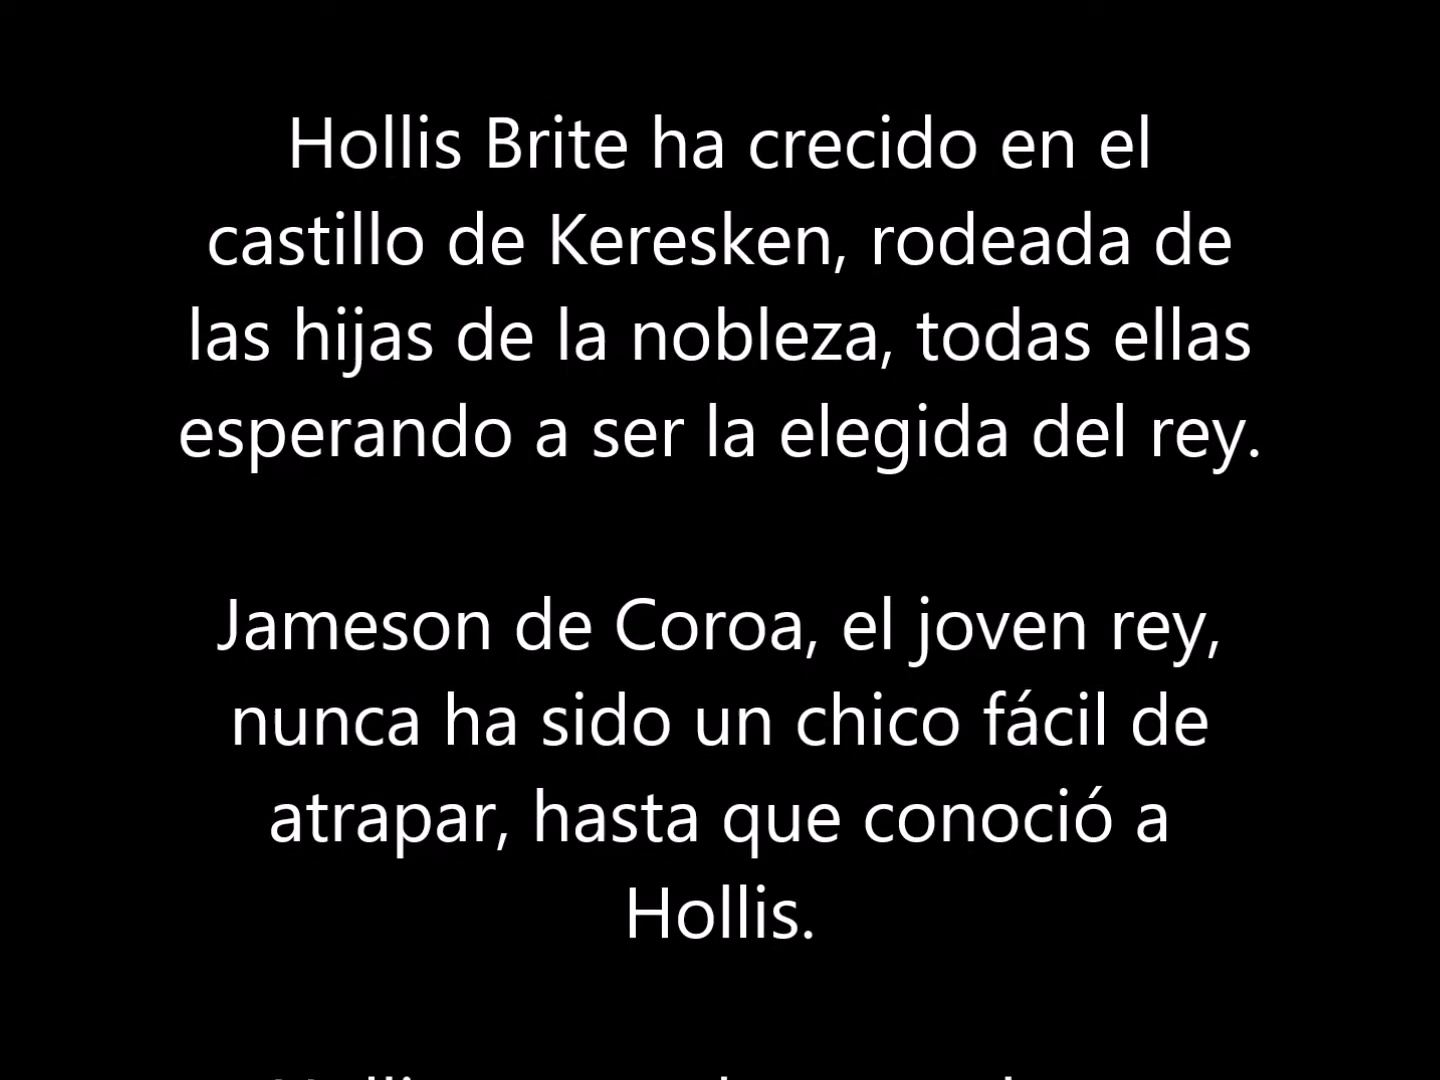 Hollis Brite ha crecido en el
castillo de Keresken, rodeada de
las hijas de la nobleza, todas ellas
esperando a ser la elegida del rey.
Jameson de Coroa, el joven rey,
nunca ha sido un chico fácil de
atrapar, hasta que conoció a
Hollis.